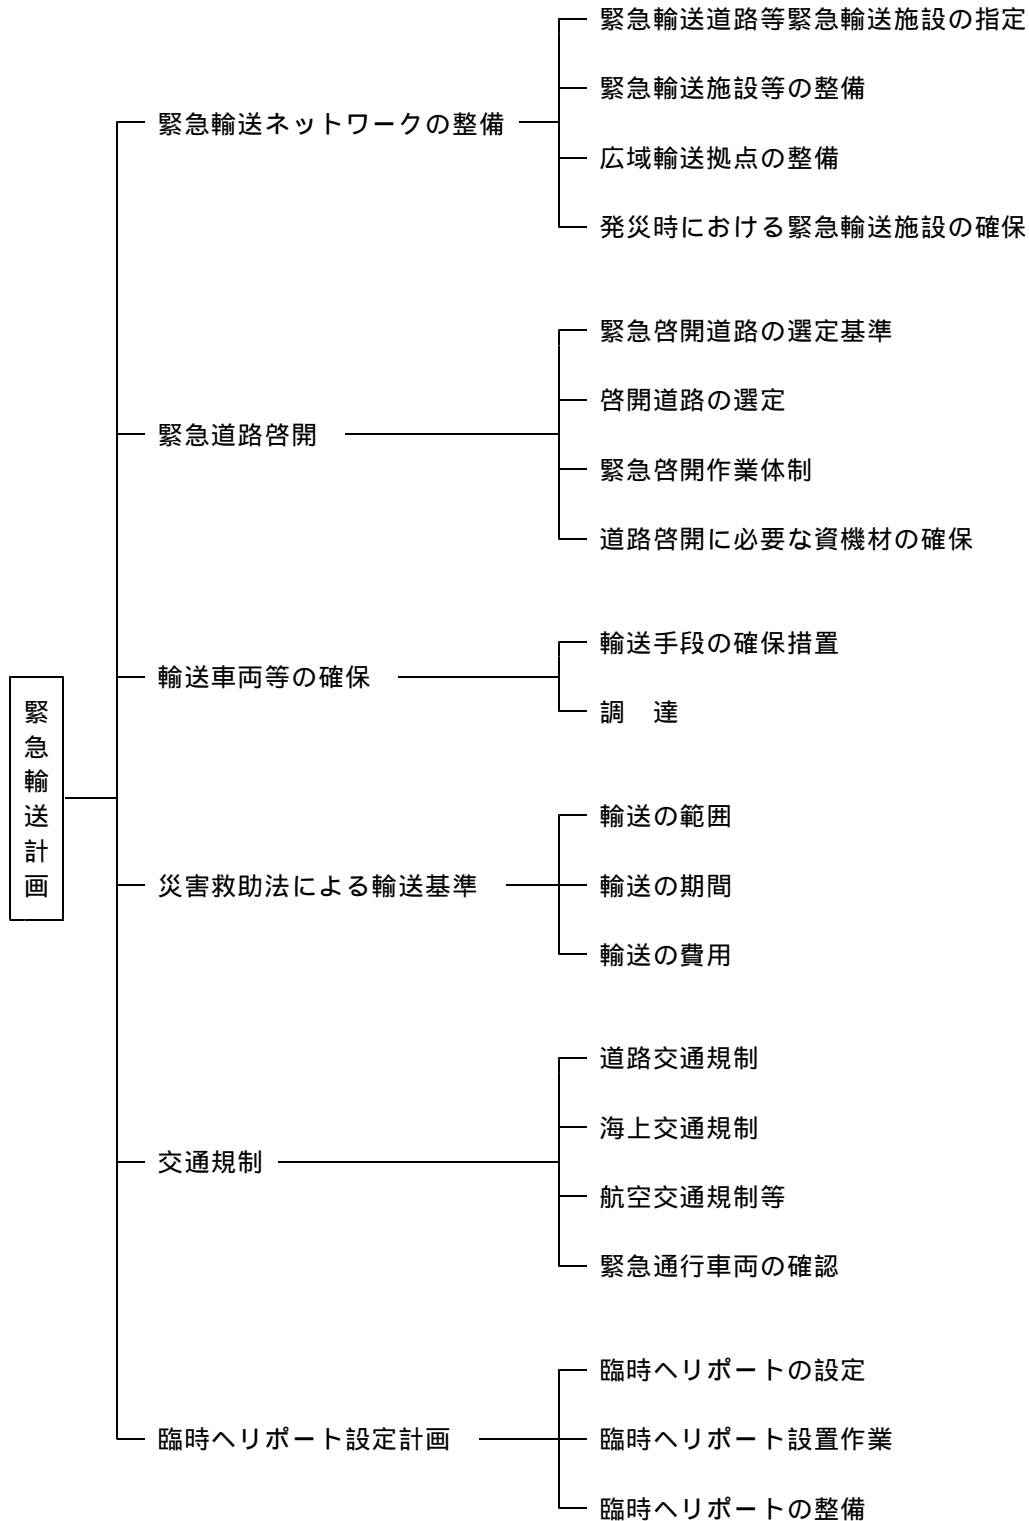 緊急輸送計画
緊急輸送ネットワークの整備
緊急輸送道路等緊急輸送施設の指定
緊急輸送施設等の整備
広域輸送拠点の整備
発災時における緊急輸送施設の確保
緊急道路啓開
緊急啓開道路の選定基準
啓開道路の選定
緊急啓開作業体制
道路啓開に必要な資機材の確保
輸送車両等の確保
輸送手段の確保措置
調　達
災害救助法による輸送基準
輸送の範囲
輸送の期間
輸送の費用
交通規制
道路交通規制
海上交通規制
航空交通規制等
緊急通行車両の確認
臨時ヘリポート設定計画
臨時ヘリポートの設定
臨時ヘリポート設置作業
臨時ヘリポートの整備